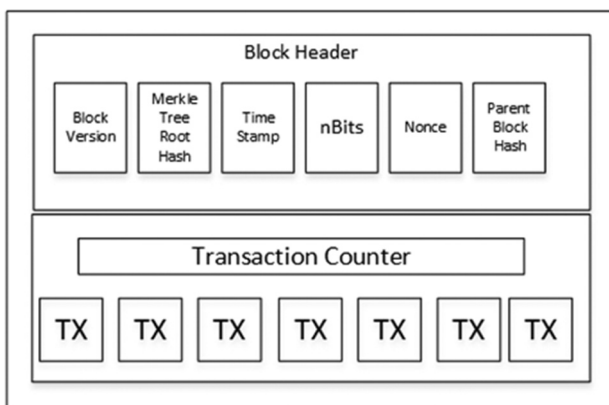 Block Header
Block
Version
Merkle
Tree
Root
Hash
Time
Stamp
nBits
Nonce
Parent
Block
Hash
Transaction Counter
TX TX TX TX TX TX TX